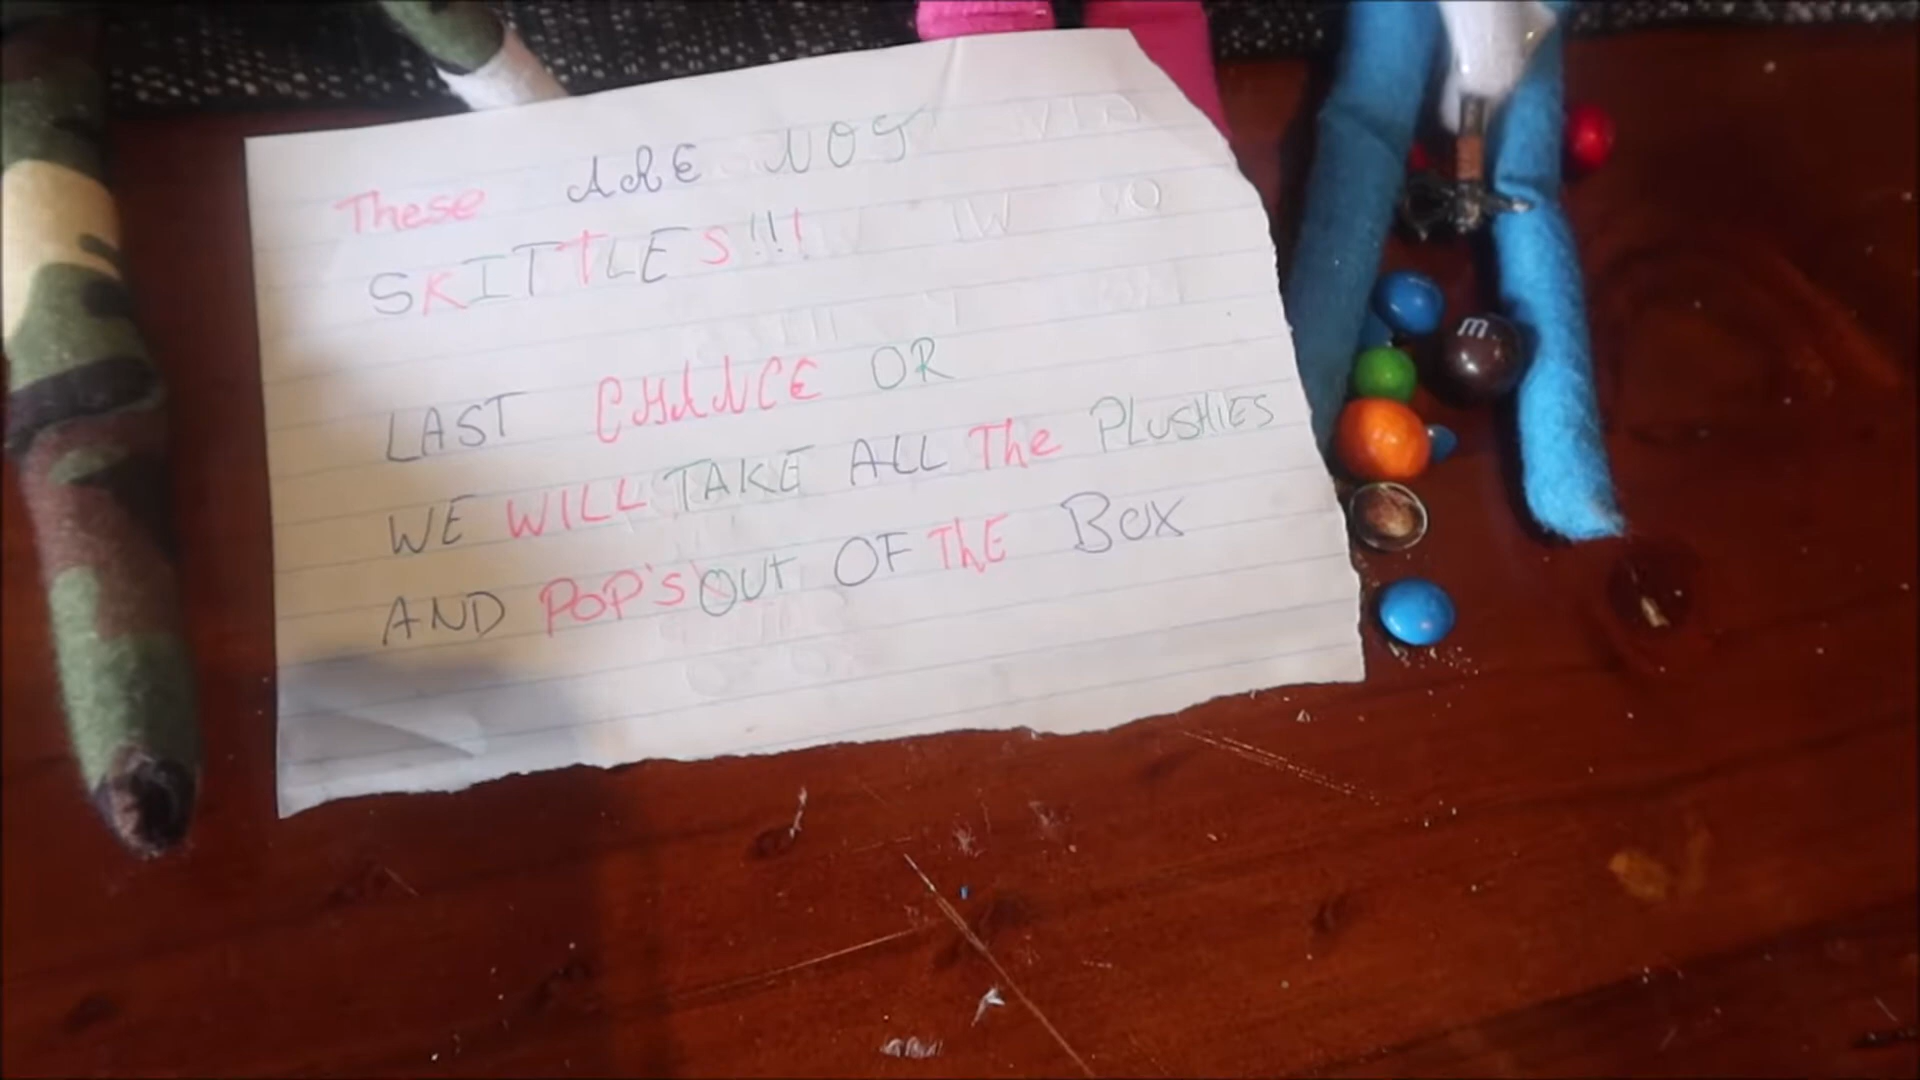 These ARE NOT
SKITTLES!!!
LAST CHANCE OR
WE WILL TAKE ALL The PLUSHIES
AND POP'S OUT OF ThE Box
m